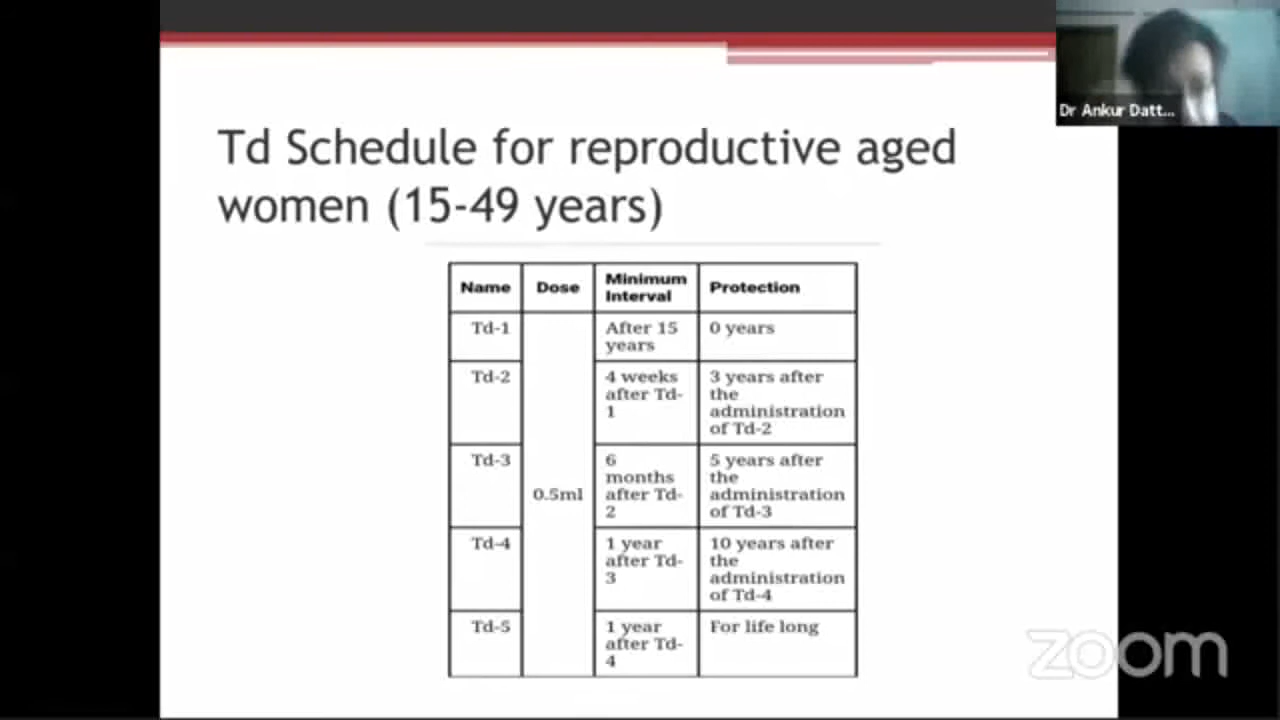 Dr Ankur Datt...
Td Schedule for reproductive aged
women (15-49 years)
Name Dose Minimum Interval Protection
Td-1 After 15 years 0 years
Td-2 4 weeks after Td-1 3 years after the administration of Td-2
Td-3 0.5ml 6 months after Td-2 5 years after the administration of Td-3
Td-4 1 year after Td-3 10 years after the administration of Td-4
Td-5 1 year after Td-4 For life long
zoom